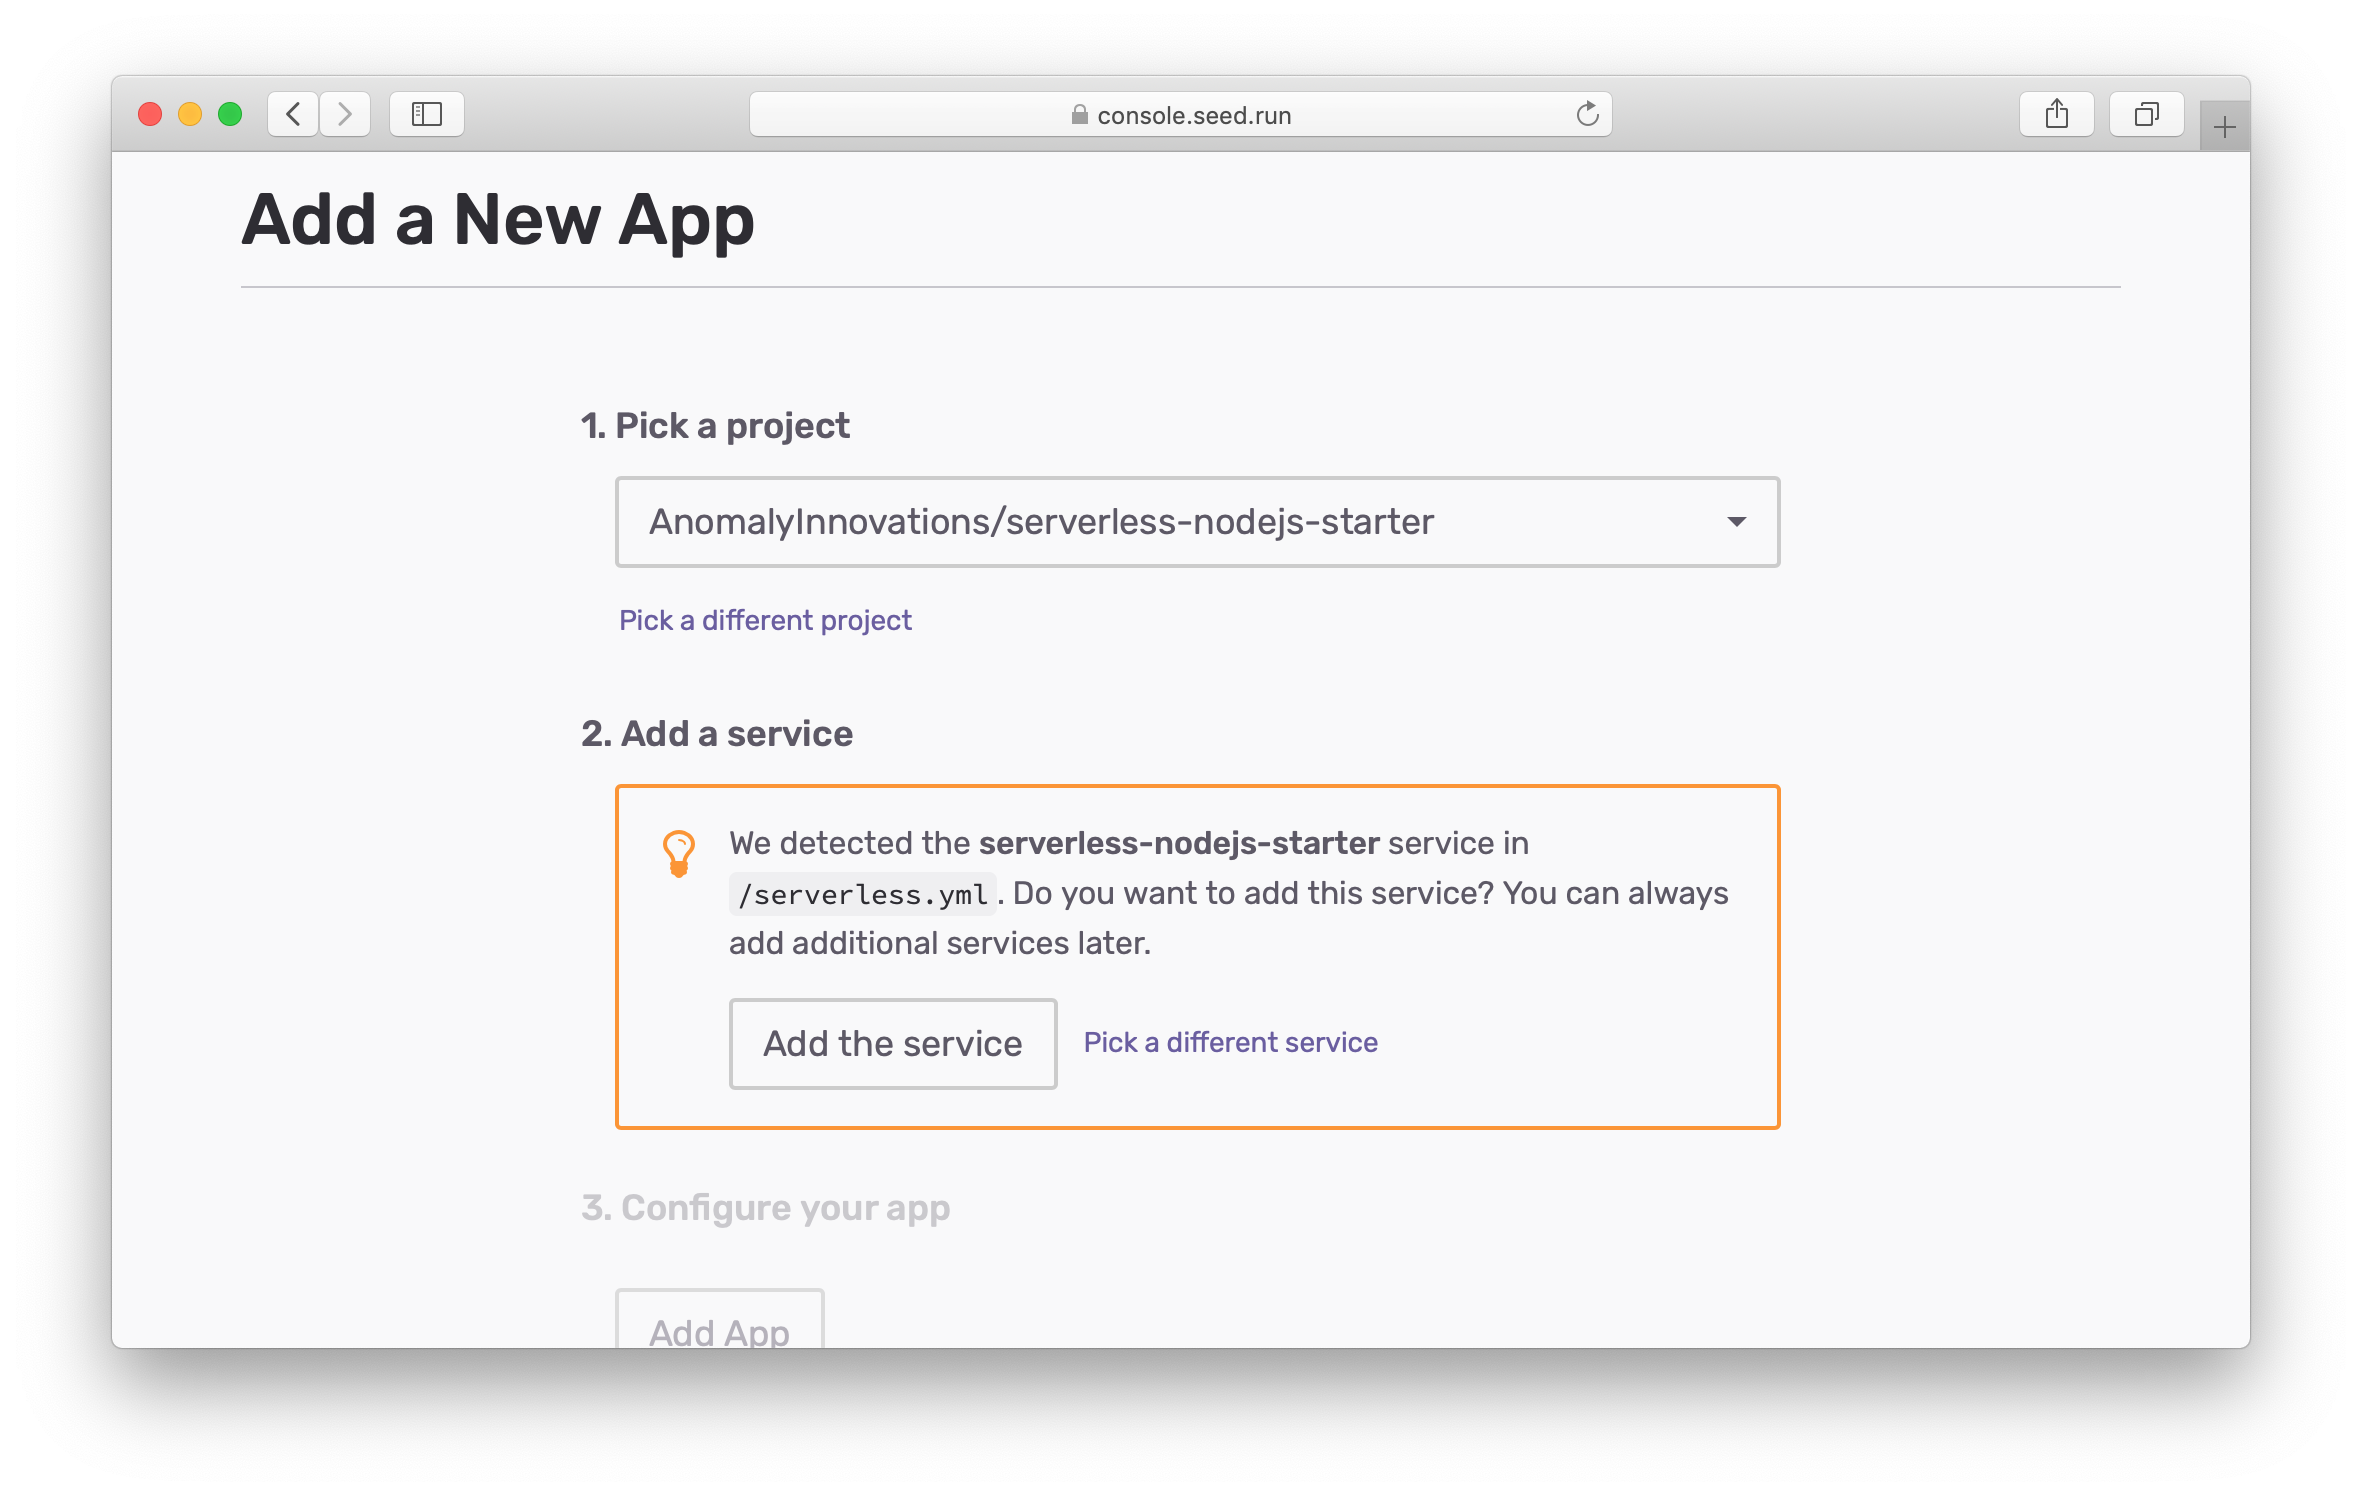 console.seed.run
Add a New App
1. Pick a project
AnomalyInnovations/serverless-nodejs-starter
Pick a different project
2. Add a service
We detected the serverless-nodejs-starter service in
/serverless.yml. Do you want to add this service? You can always
add additional services later.
Add the service
Pick a different service
3. Configure your app
Add App